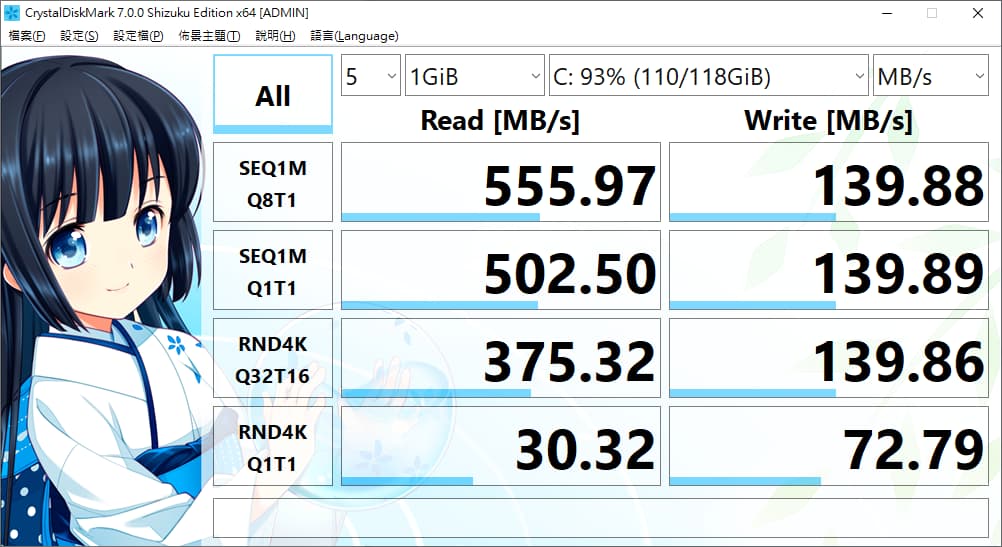 CrystalDiskMark 7.0.0 Shizuku Edition x64 [ADMIN]
檔案(F) 設定(S) 設定檔(P) 佈景主題(T) 說明(H) 語言(Language)
All 5 1GiB C: 93% (110/118GiB) MB/s
Read [MB/s] Write [MB/s]
SEQ1M
Q8T1
555.97 139.88
SEQ1M
Q1T1
502.50 139.89
RND4K
Q32T16
375.32 139.86
RND4K
Q1T1
30.32 72.79